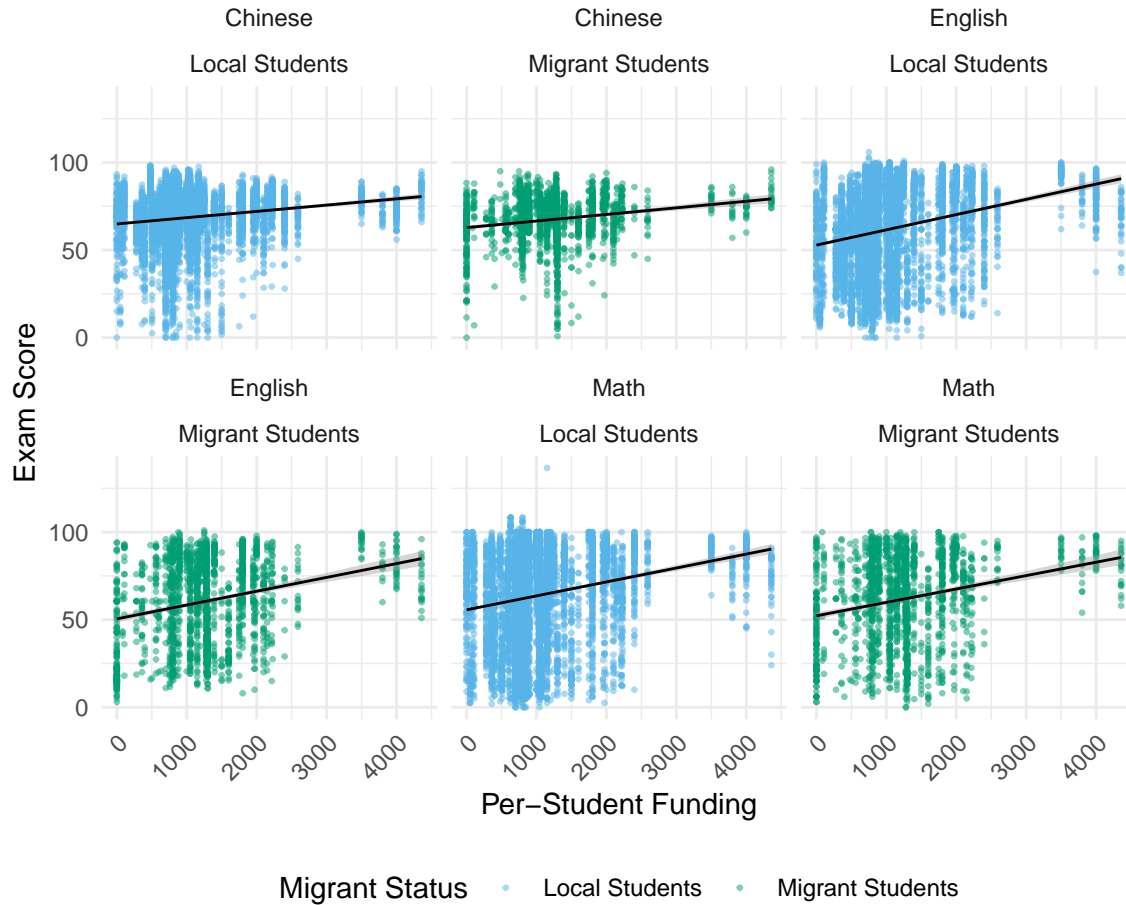 Chinese
Local Students
Chinese
Migrant Students
English
Local Students
100
50
0
English
Migrant Students
Math
Local Students
Math
Migrant Students
100
50
0
0
1000
2000
3000
4000
0
1000
2000
3000
4000
0
1000
2000
3000
4000
Exam Score
Per−Student Funding
Migrant Status
Local Students
Migrant Students